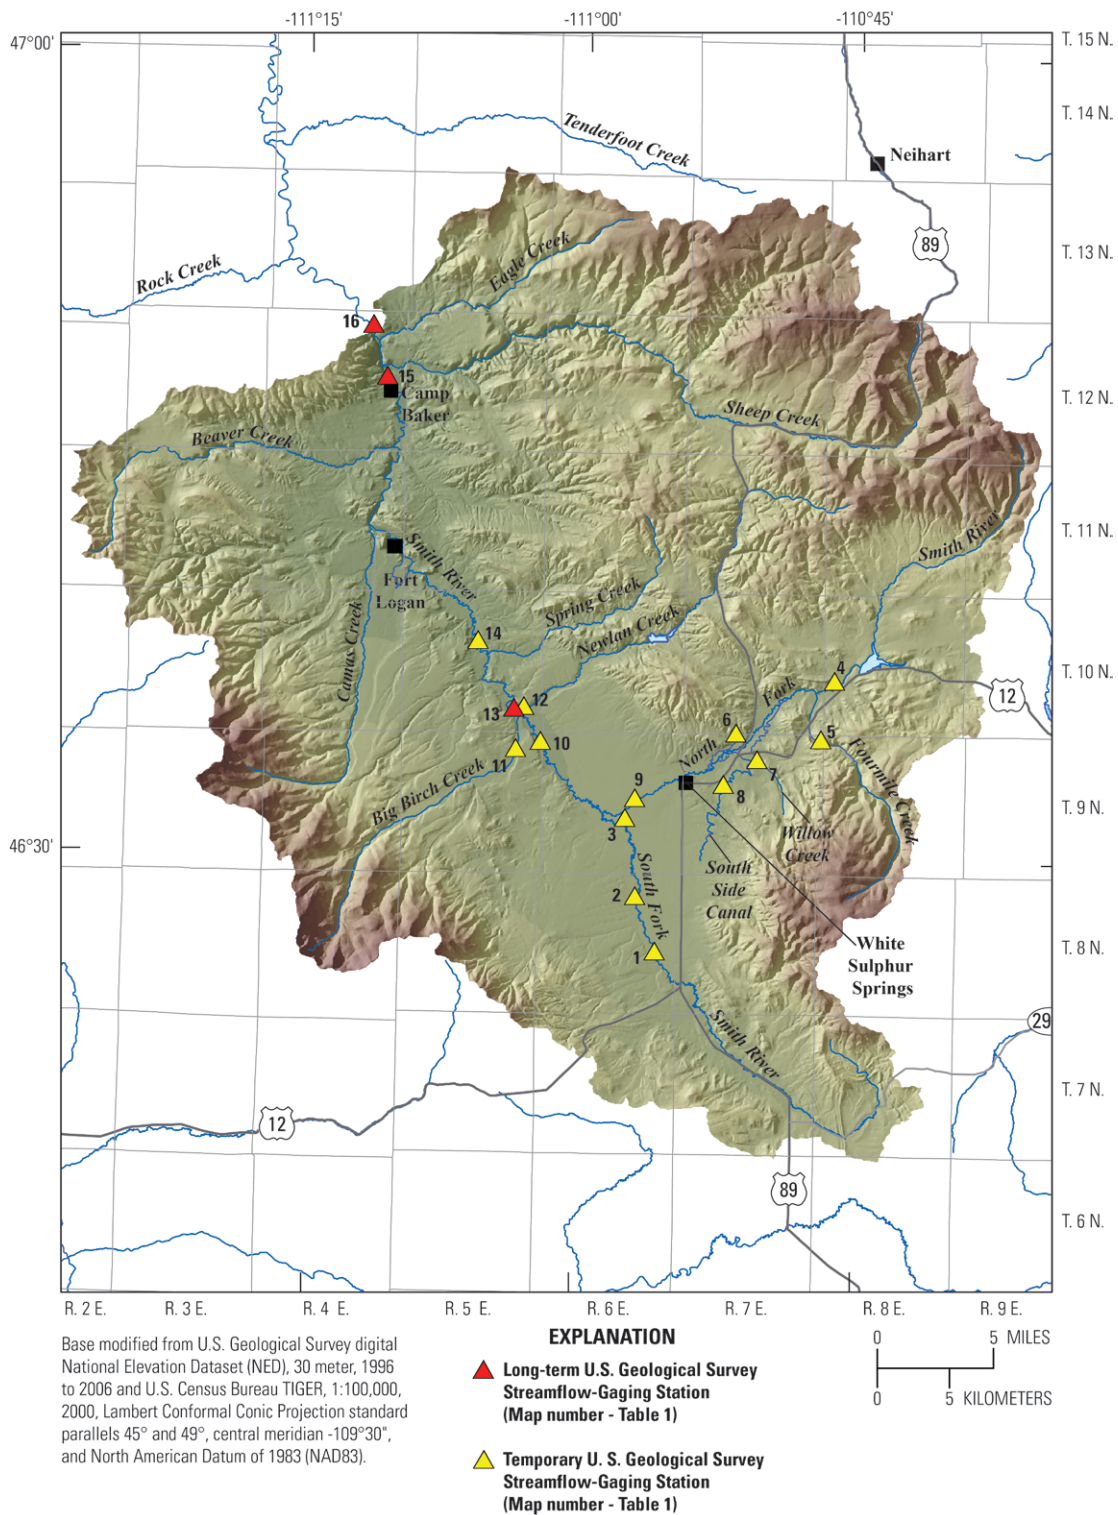 -111°15'
-111°00'
-110°45'
47°00'
T. 15 N.
T. 14 N.
Tenderfoot Creek
Neihart
89
T. 13 N.
Eagle Creek
Rock Creek
16
15
Camp
Baker
T. 12 N.
Sheep Creek
Beaver Creek
T. 11 N.
Smith River
Smith River
Fort
Logan
Spring Creek
Newlan Creek
Camas Creek
14
T. 10 N.
4
12
Fork
13
12
6
5
10
North
11
Fourmile Creek
7
Big Birch Creek
9
8
T. 9 N.
3
Willow
Creek
46°30'
South
Side
Canal
South Fork
2
White
Sulphur
Springs
T. 8 N.
1
Smith River
29
T. 7 N.
12
89
T. 6 N.
R. 2 E.
R. 3 E.
R. 4 E.
R. 5 E.
R. 6 E.
R. 7 E.
R. 8 E.
R. 9 E.
Base modified from U.S. Geological Survey digital
National Elevation Dataset (NED), 30 meter, 1996
to 2006 and U.S. Census Bureau TIGER, 1:100,000,
2000, Lambert Conformal Conic Projection standard
parallels 45° and 49°, central meridian -109°30",
and North American Datum of 1983 (NAD83).
EXPLANATION
Long-term U.S. Geological Survey
Streamflow-Gaging Station
(Map number - Table 1)
Temporary U. S. Geological Survey
Streamflow-Gaging Station
(Map number - Table 1)
0 5 MILES
0 5 KILOMETERS